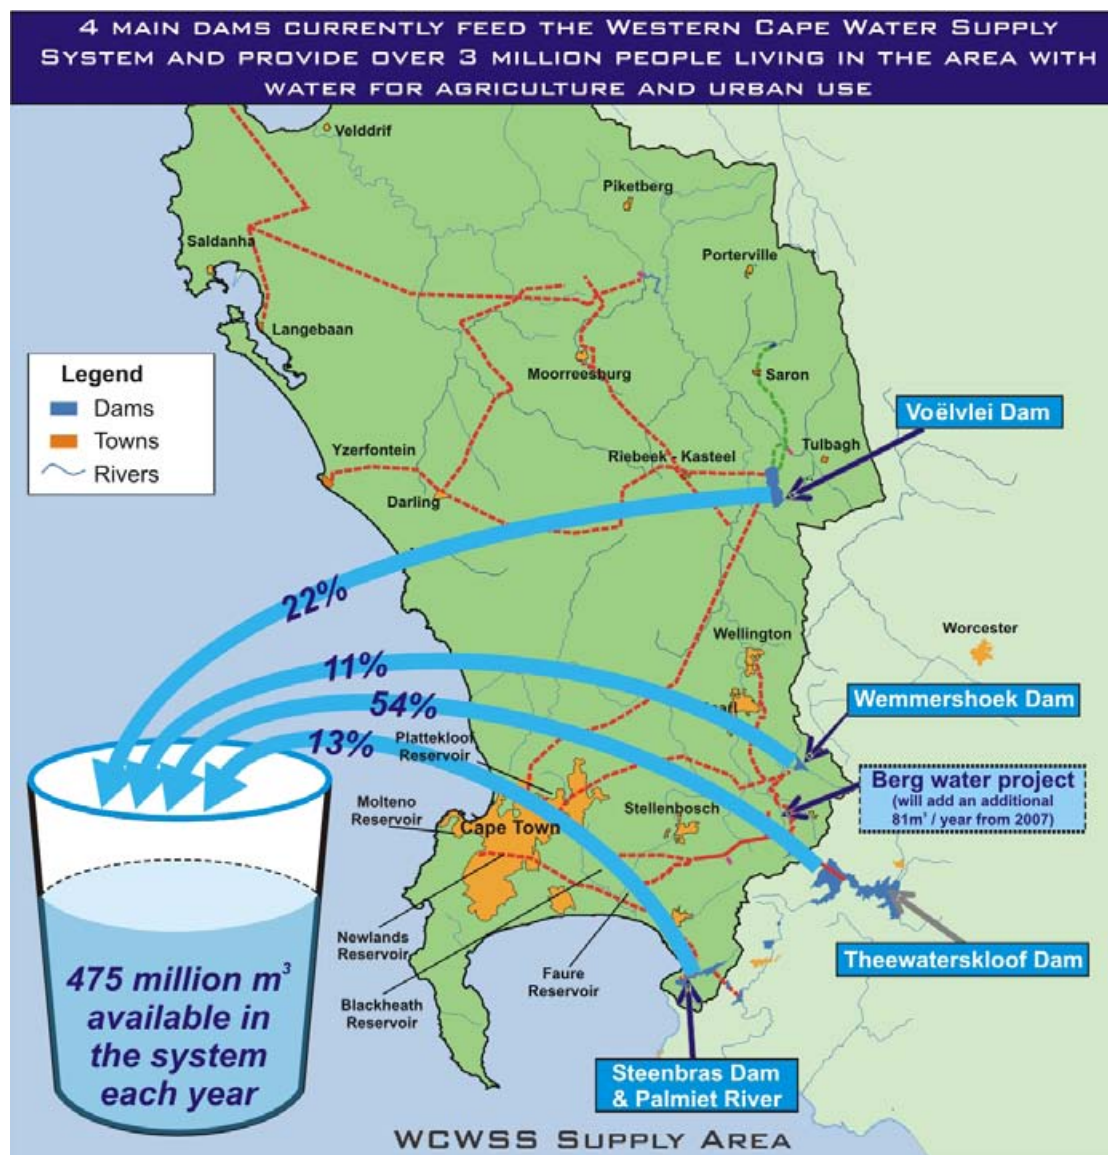 4 MAIN DAMS CURRENTLY FEED THE WESTERN CAPE WATER SUPPLY
SYSTEM AND PROVIDE OVER 3 MILLION PEOPLE LIVING IN THE AREA WITH
WATER FOR AGRICULTURE AND URBAN USE
Velddrif
Piketberg
Saldanha
Porterville
Langebaan
Legend
Dams
Towns
Rivers
Moorreesburg
Saron
Voëlvlei Dam
Yzerfontein
Riebeek - Kasteel
Tulbagh
Darling
22%
Wellington
Worcester
11%
54%
13%
Wemmershoek Dam
Plattekloof
Reservoir
Berg water project
(will add an additional
81m³ / year from 2007)
Molteno
Reservoir
Cape Town
Stellenbosch
Newlands
Reservoir
Blackheath
Reservoir
Faure
Reservoir
Theewaterskloof Dam
475 million m³
available in
the system
each year
Steenbras Dam
& Palmiet River
WCWSS SUPPLY AREA